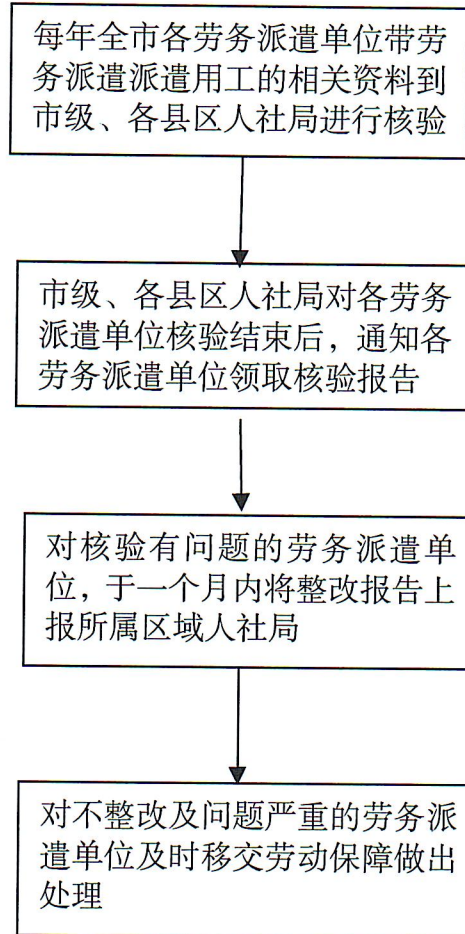 每年全市各劳务派遣单位带劳
务派遣派遣用工的相关资料到
市级、各县区人社局进行核验
市级、各县区人社局对各劳务
派遣单位核验结束后，通知各
劳务派遣单位领取核验报告
对核验有问题的劳务派遣单
位，于一个月内将整改报告上
报所属区域人社局
对不整改及问题严重的劳务派
遣单位及时移交劳动保障做出
处理